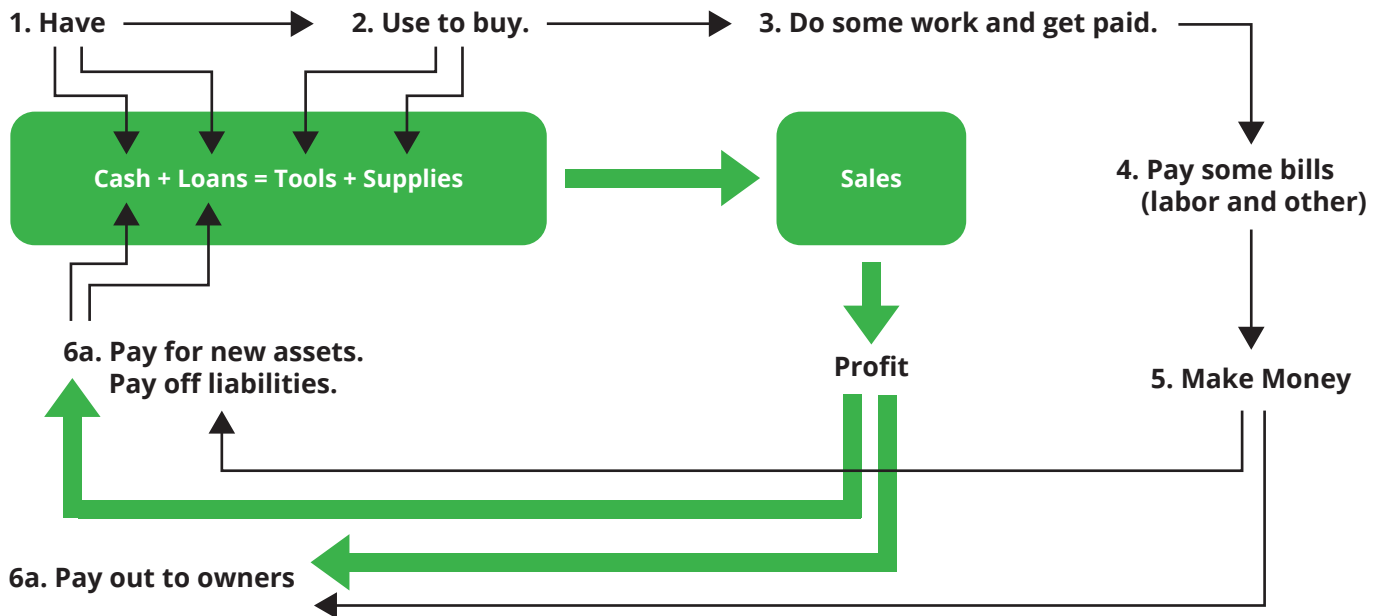 1. Have
2. Use to buy.
3. Do some work and get paid.
Cash + Loans = Tools + Supplies
Sales
4. Pay some bills
(labor and other)
6a. Pay for new assets.
Pay off liabilities.
Profit
5. Make Money
6a. Pay out to owners